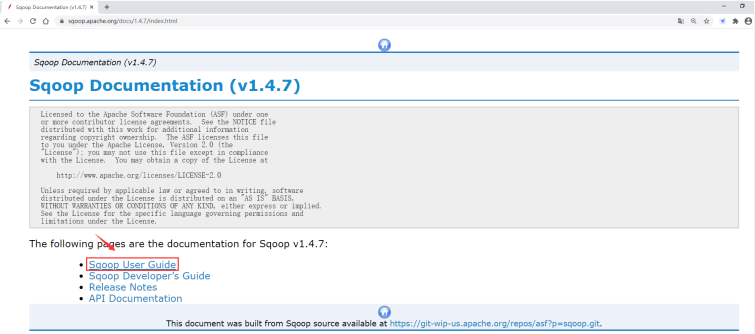 Sqoop Documentation (v1.4.7)
sqoop.apache.org/docs/1.4.7/index.html
Sqoop Documentation (v1.4.7)
Sqoop Documentation (v1.4.7)
Licensed to the Apache Software Foundation (ASF) under one
or more contributor license agreements.  See the NOTICE file
distributed with this work for additional information
regarding copyright ownership.  The ASF licenses this file
to you under the Apache License, Version 2.0 (the
"License"); you may not use this file except in compliance
with the License.  You may obtain a copy of the License at
http://www.apache.org/licenses/LICENSE-2.0
Unless required by applicable law or agreed to in writing, software
distributed under the License is distributed on an "AS IS" BASIS,
WITHOUT WARRANTIES OR CONDITIONS OF ANY KIND, either express or implied.
See the License for the specific language governing permissions and
limitations under the License.
The following pages are the documentation for Sqoop v1.4.7:
Sqoop User Guide
Sqoop Developer's Guide
Release Notes
API Documentation
This document was built from Sqoop source available at https://git-wip-us.apache.org/repos/asf?p=sqoop.git.